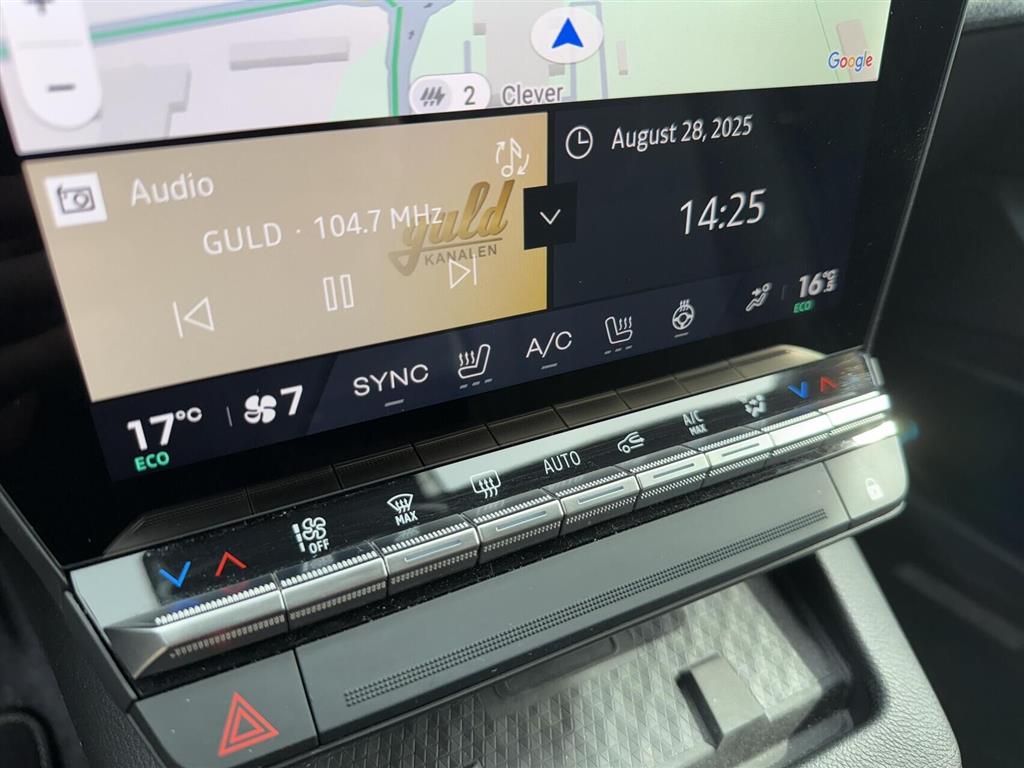 Google
2 Clever
Audio
GULD · 104.7 MHz
guld
KANALEN
August 28, 2025
14:25
17°C
ECO
7
SYNC
A/C
16.5°C
ECO
OFF
MAX
AUTO
A/C
MAX